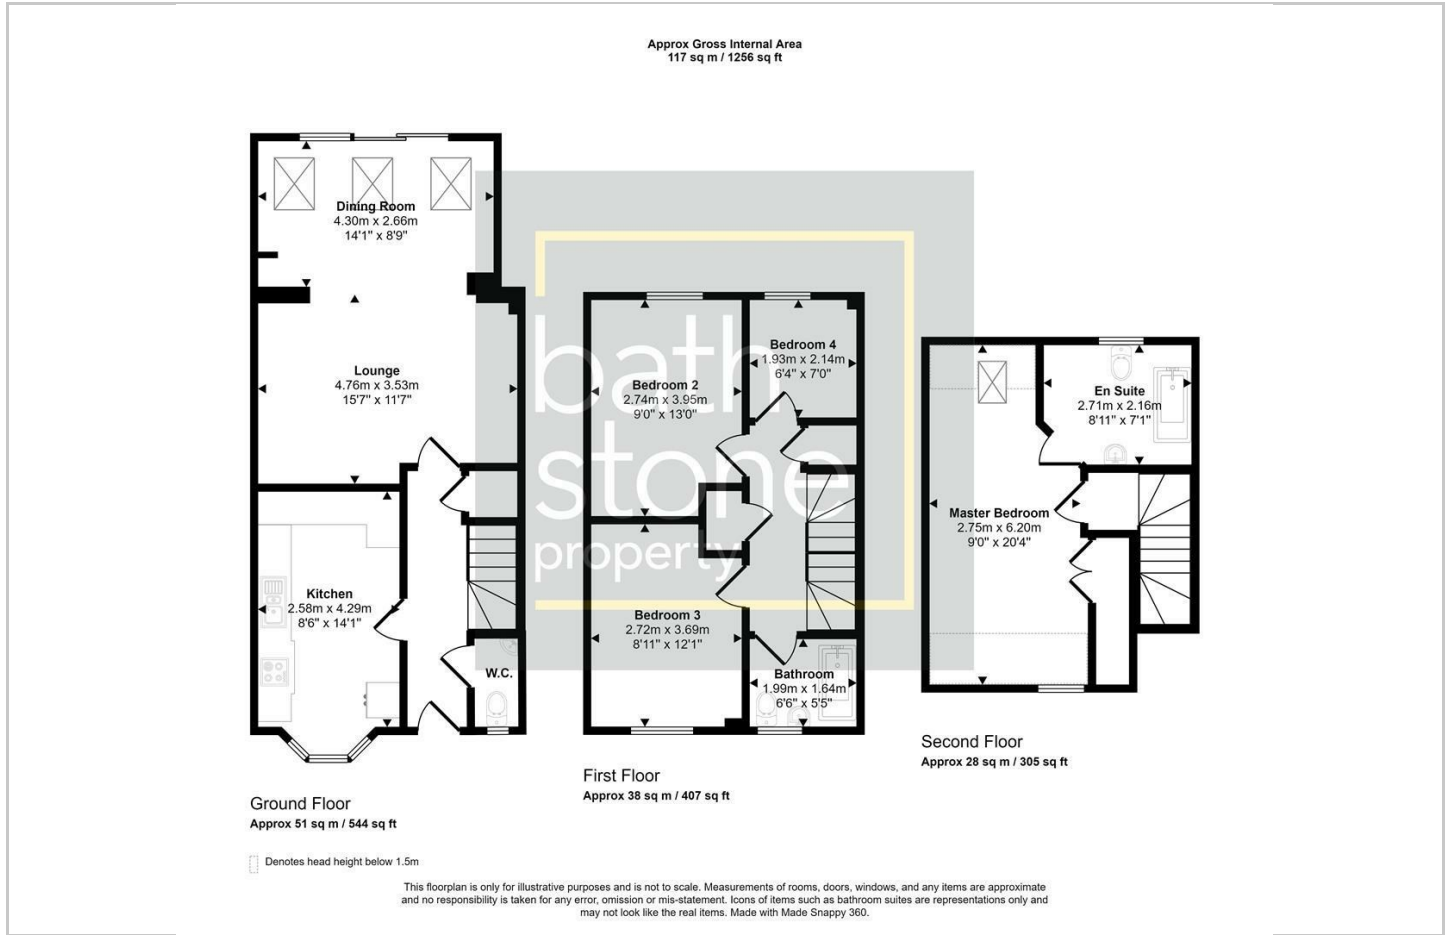 Approx Gross Internal Area
117 sq m / 1256 sq ft
Dining Room
4.30m x 2.66m
14'1" x 8'9"
Lounge
4.76m x 3.53m
15'7" x 11'7"
Kitchen
2.58m x 4.29m
8'6" x 14'1"
W.C.
Ground Floor
Approx 51 sq m / 544 sq ft
Denotes head height below 1.5m
bath
stone
property
Bedroom 2
2.74m x 3.95m
9'0" x 13'0"
Bedroom 4
1.93m x 2.14m
6'4" x 7'0"
Bedroom 3
2.72m x 3.69m
8'11" x 12'1"
Bathroom
1.99m x 1.64m
6'6" x 5'5"
First Floor
Approx 38 sq m / 407 sq ft
En Suite
2.71m x 2.16m
8'11" x 7'1"
Master Bedroom
2.75m x 6.20m
9'0" x 20'4"
Second Floor
Approx 28 sq m / 305 sq ft
This floorplan is only for illustrative purposes and is not to scale. Measurements of rooms, doors, windows, and any items are approximate
and no responsibility is taken for any error, omission or mis-statement. Icons of items such as bathroom suites are representations only and
may not look like the real items. Made with Made Snappy 360.